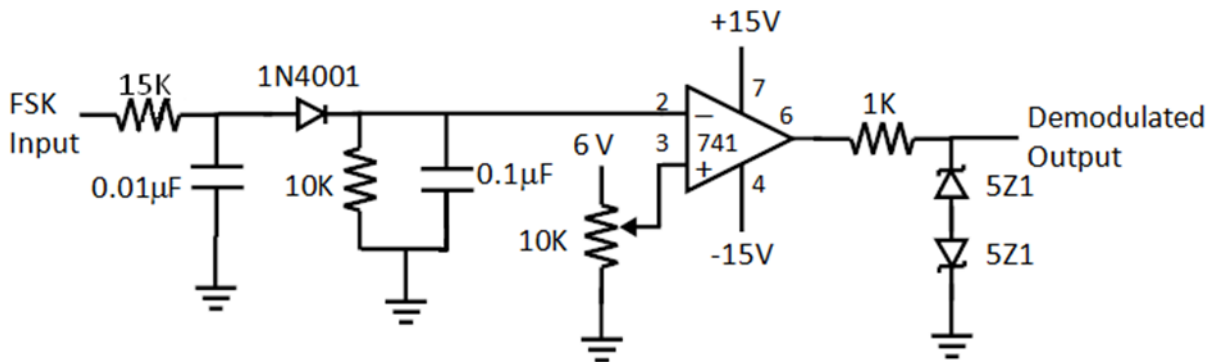 FSK
Input
15K
1N4001
0.01μF
10K
0.1μF
6 V
10K
2
3
741
+15V
7
6
4
-15V
1K
5Z1
5Z1
Demodulated
Output